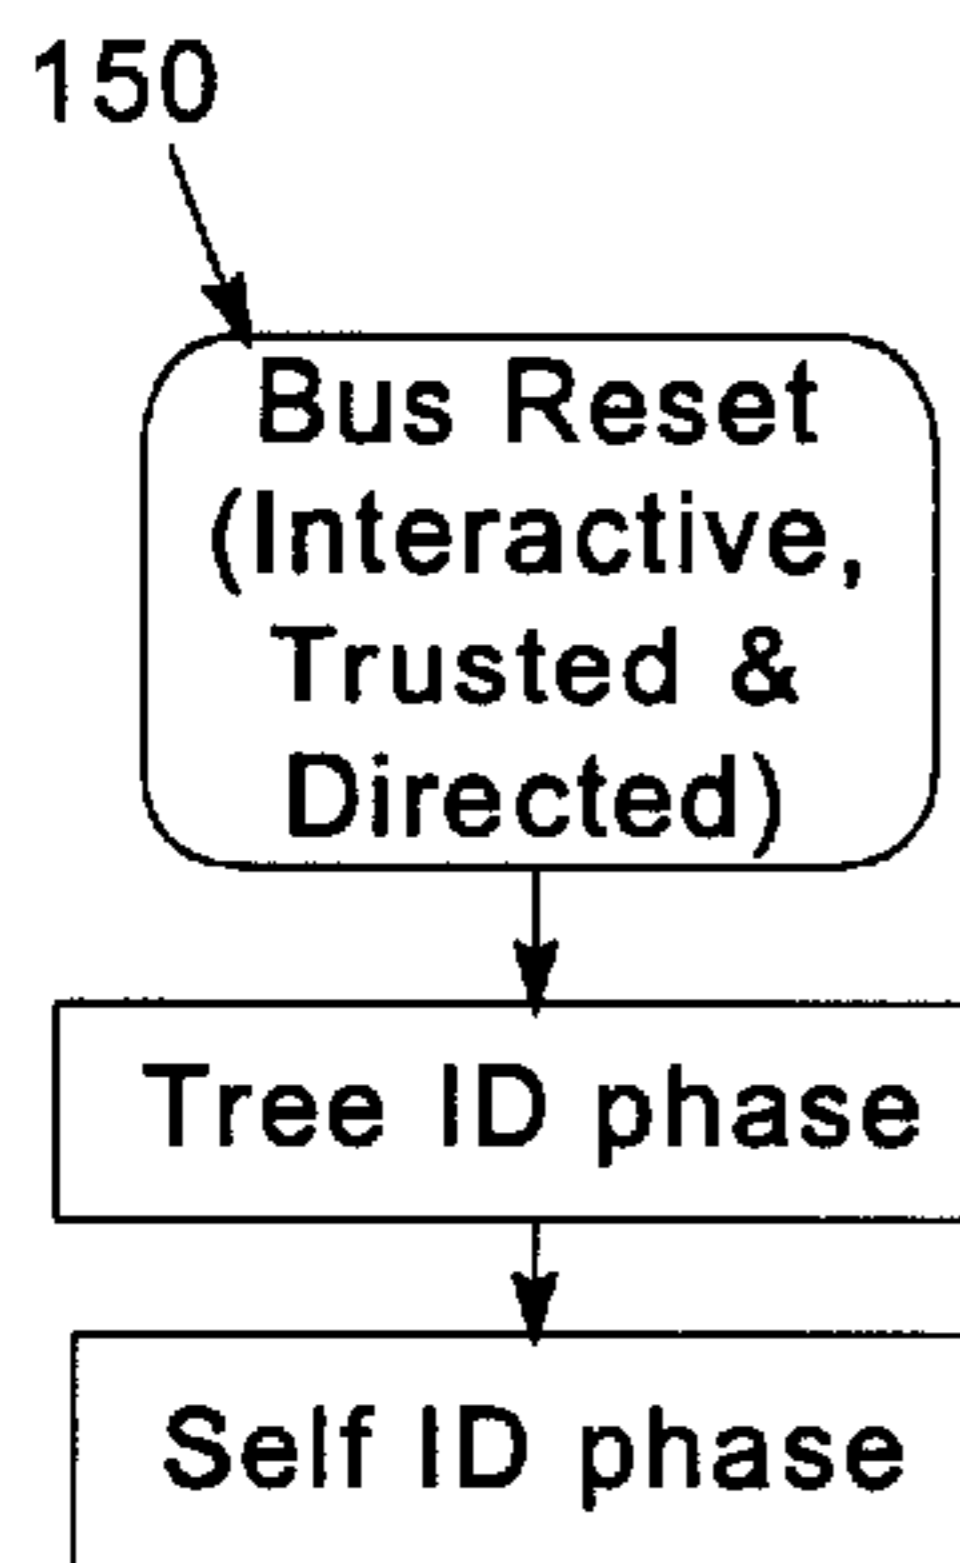 150
Bus Reset
(Interactive,
Trusted &
Directed)
Tree ID phase
Self ID phase